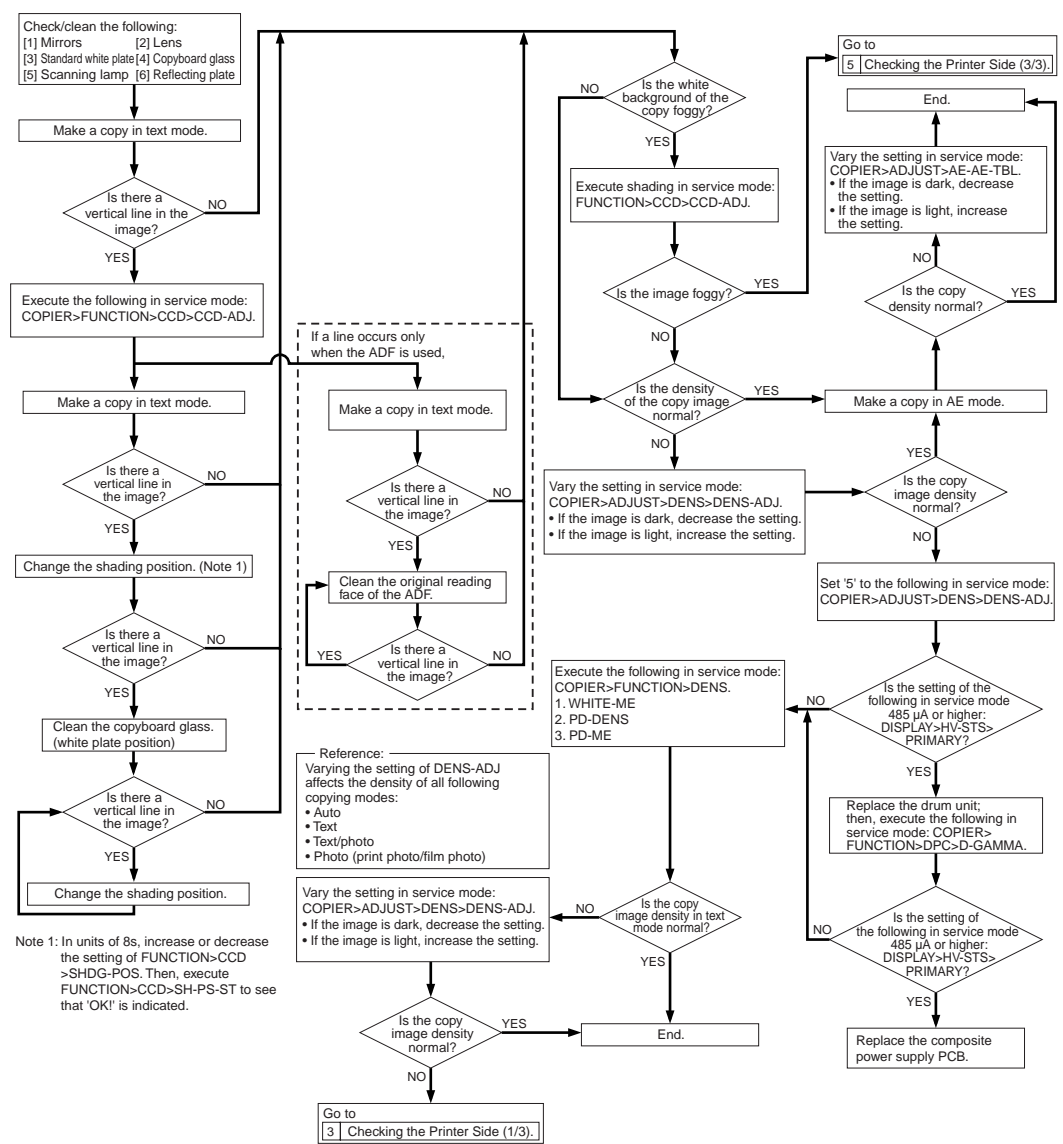 Check/clean the following:
[1] Mirrors [2] Lens
[3] Standard white plate [4] Copyboard glass
[5] Scanning lamp [6] Reflecting plate
Make a copy in text mode.
Is there a
vertical line in the
image?
NO
YES
Execute the following in service mode:
COPIER>FUNCTION>CCD>CCD-ADJ.
Make a copy in text mode.
Is there a
vertical line in
the image?
NO
YES
Change the shading position. (Note 1)
Is there a
vertical line in
the image?
NO
YES
Clean the copyboard glass.
(white plate position)
Is there a
vertical line in
the image?
NO
YES
Change the shading position.
Note 1: In units of 8s, increase or decrease
the setting of FUNCTION>CCD
>SHDG-POS. Then, execute
FUNCTION>CCD>SH-PS-ST to see
that 'OK!' is indicated.
If a line occurs only
when the ADF is used,
Make a copy in text mode.
Is there a
vertical line in
the image?
NO
YES
Clean the original reading
face of the ADF.
Is there a
vertical line in
the image?
YES
NO
Reference:
Varying the setting of DENS-ADJ
affects the density of all following
copying modes:
• Auto
• Text
• Text/photo
• Photo (print photo/film photo)
Is the white
background of the
copy foggy?
NO
YES
Execute shading in service mode:
FUNCTION>CCD>CCD-ADJ.
Is the image foggy?
YES
NO
Go to
5 Checking the Printer Side (3/3).
Is the density
of the copy image
normal?
YES
NO
Vary the setting in service mode:
COPIER>ADJUST>DENS>DENS-ADJ.
• If the image is dark, decrease the setting.
• If the image is light, increase the setting.
End.
Vary the setting in service mode:
COPIER>ADJUST>AE-AE-TBL.
• If the image is dark, decrease
the setting.
• If the image is light, increase
the setting.
NO
Is the copy
density normal?
YES
Make a copy in AE mode.
YES
Is the copy
image density
normal?
NO
Set '5' to the following in service mode:
COPIER>ADJUST>DENS>DENS-ADJ.
Is the setting of the
following in service mode
485 µA or higher:
DISPLAY>HV-STS>
PRIMARY?
NO
YES
Replace the drum unit;
then, execute the following in
service mode: COPIER>
FUNCTION>DPC>D-GAMMA.
Is the setting of
the following in service mode
485 µA or higher:
DISPLAY>HV-STS>
PRIMARY?
NO
YES
Replace the composite
power supply PCB.
Execute the following in service mode:
COPIER>FUNCTION>DENS.
1. WHITE-ME
2. PD-DENS
3. PD-ME
Is the copy
image density in text
mode normal?
NO
YES
Vary the setting in service mode:
COPIER>ADJUST>DENS>DENS-ADJ.
• If the image is dark, decrease the setting.
• If the image is light, increase the setting.
Is the copy
image density
normal?
YES
NO
End.
Go to
3 Checking the Printer Side (1/3).